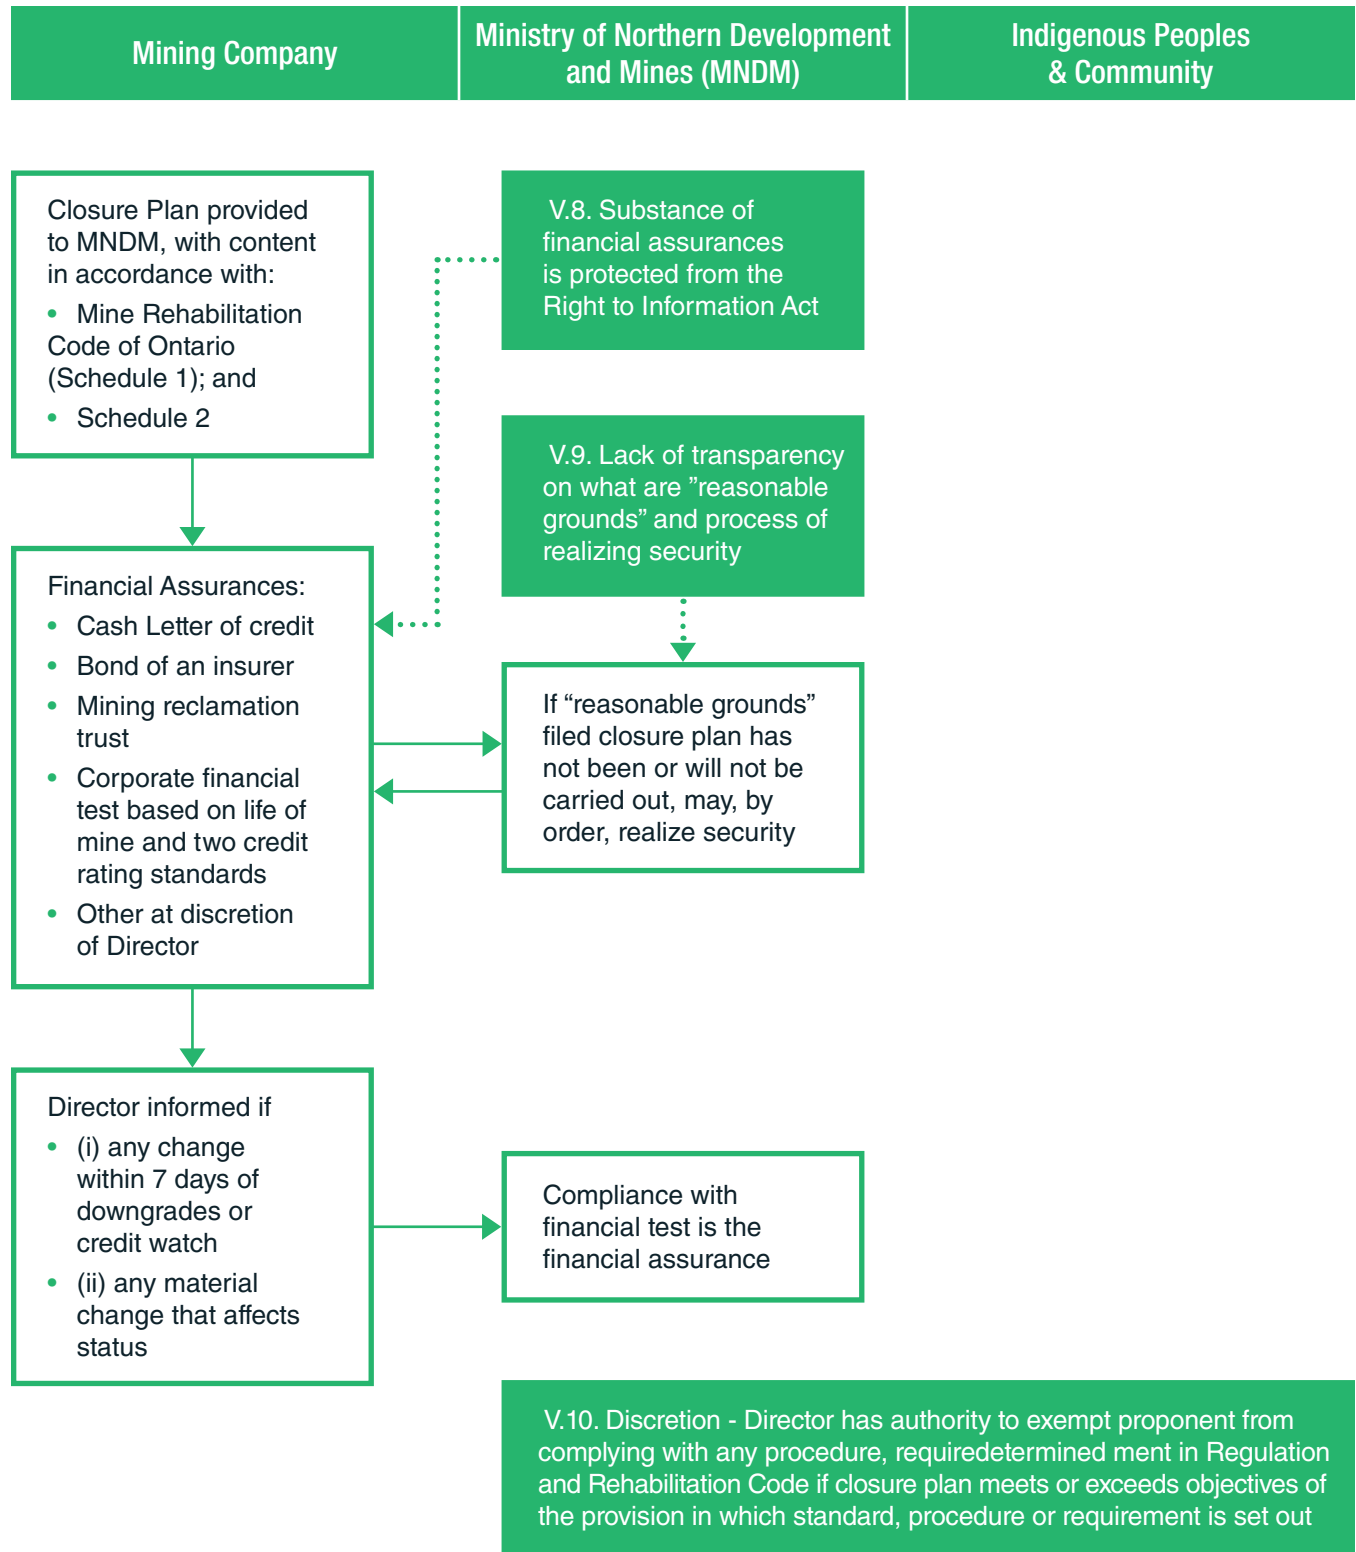 Mining Company
Ministry of Northern Development
and Mines (MNDM)
Indigenous Peoples
& Community
Closure Plan provided
to MNDM, with content
in accordance with:
• Mine Rehabilitation
Code of Ontario
(Schedule 1); and
• Schedule 2
V.8. Substance of
financial assurances
is protected from the
Right to Information Act
V.9. Lack of transparency
on what are ”reasonable
grounds” and process of
realizing security
Financial Assurances:
• Cash Letter of credit
• Bond of an insurer
• Mining reclamation
trust
• Corporate financial
test based on life of
mine and two credit
rating standards
• Other at discretion
of Director
If “reasonable grounds”
filed closure plan has
not been or will not be
carried out, may, by
order, realize security
Director informed if
• (i) any change
within 7 days of
downgrades or
credit watch
• (ii) any material
change that affects
status
Compliance with
financial test is the
financial assurance
V.10. Discretion - Director has authority to exempt proponent from
complying with any procedure, requiredetermined ment in Regulation
and Rehabilitation Code if closure plan meets or exceeds objectives of
the provision in which standard, procedure or requirement is set out